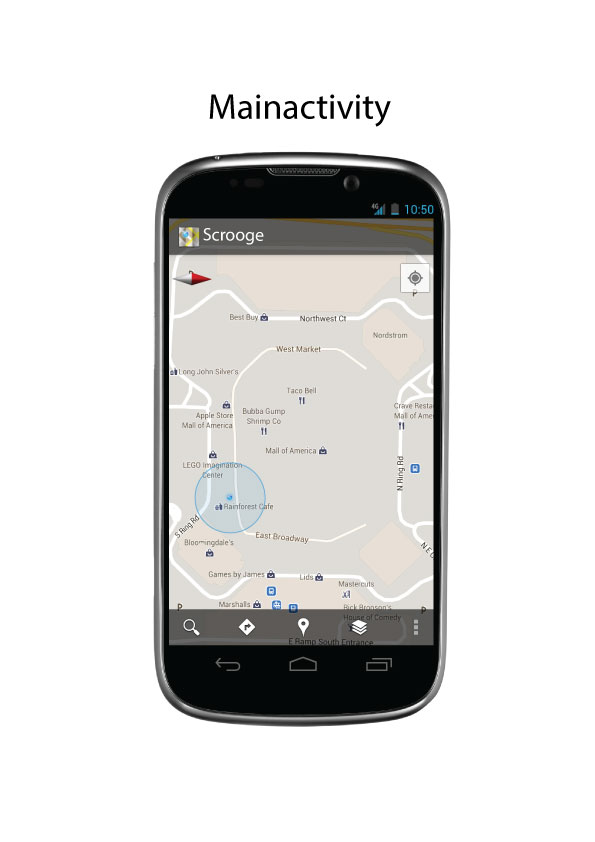 Mainactivity
4G
10:50
Scrooge
P
Best Buy
Northwest Ct
Nordstrom
West Market
Long John Silver's
Taco Bell
Apple Store
Mall of America
Bubba Gump
Shrimp Co
Crave Resta
Mall of Ame
Mall of America
LEGO Imagination
Center
N Ring Rd
Rainforest Cafe
S Ring Rd
East Broadway
Bloomingdale's
N E
Games by James
Lids
Mastercuts
Marshalls
P
Rick Bronson's
House of Comedy
P
E Ramp South Entrance